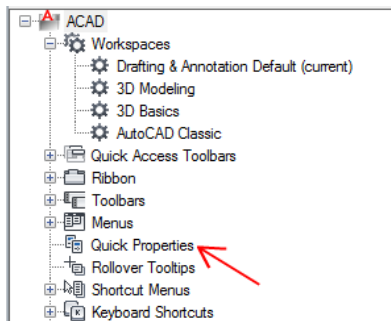 ACAD
Workspaces
Drafting & Annotation Default (current)
3D Modeling
3D Basics
AutoCAD Classic
Quick Access Toolbars
Ribbon
Toolbars
Menus
Quick Properties
Rollover Tooltips
Shortcut Menus
Keyboard Shortcuts